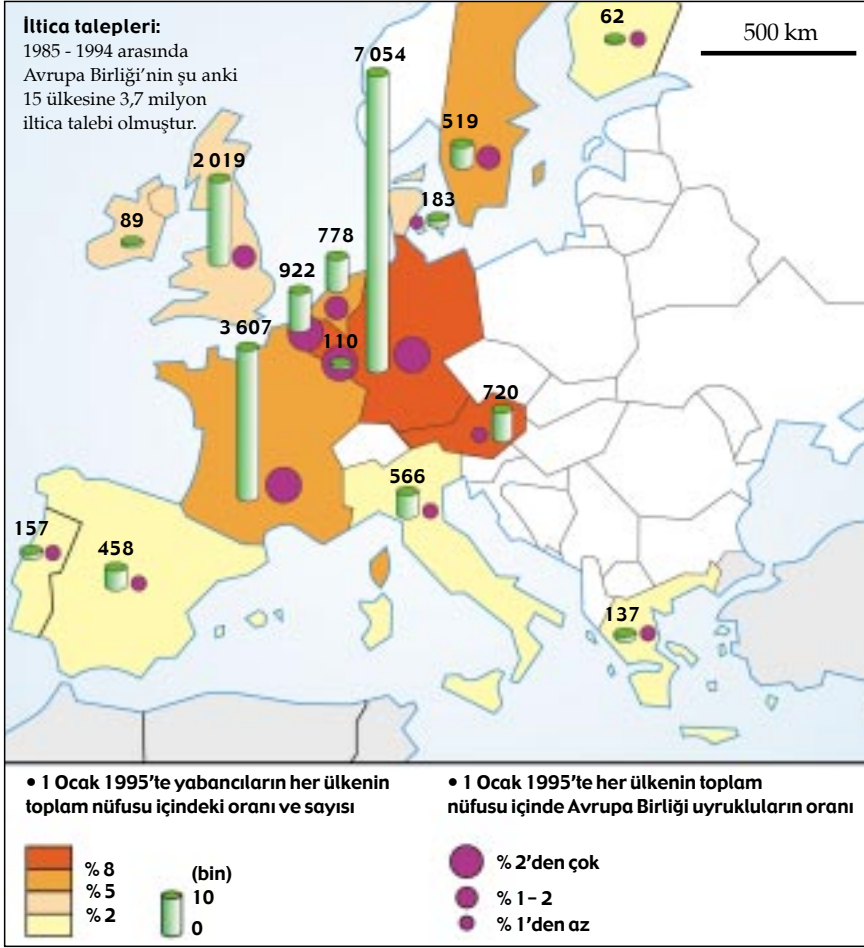 İltica talepleri:
1985 - 1994 arasında
Avrupa Birliği'nin şu anki
15 ülkesine 3,7 milyon
iltica talebi olmuştur.
62
500 km
7 054
519
2 019
183
89
778
922
3 607
110
720
566
157
458
137
• 1 Ocak 1995'te yabancıların her ülkenin
toplam nüfusu içindeki oranı ve sayısı
% 8
% 5
% 2
(bin)
10
0
• 1 Ocak 1995'te her ülkenin toplam
nüfusu içinde Avrupa Birliği uyrukluların oranı
% 2'den çok
% 1 – 2
% 1'den az